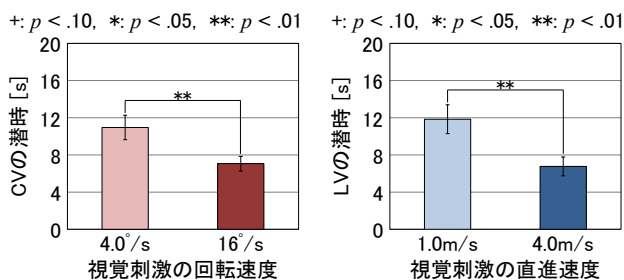 +: p < .10, *: p < .05, **: p < .01
20
16
12
8
4
0
CVの潜時 [s]
**
4.0°/s
16°/s
視覚刺激の回転速度
+: p < .10, *: p < .05, **: p < .01
20
16
12
8
4
0
LVの潜時 [s]
**
1.0m/s
4.0m/s
視覚刺激の直進速度